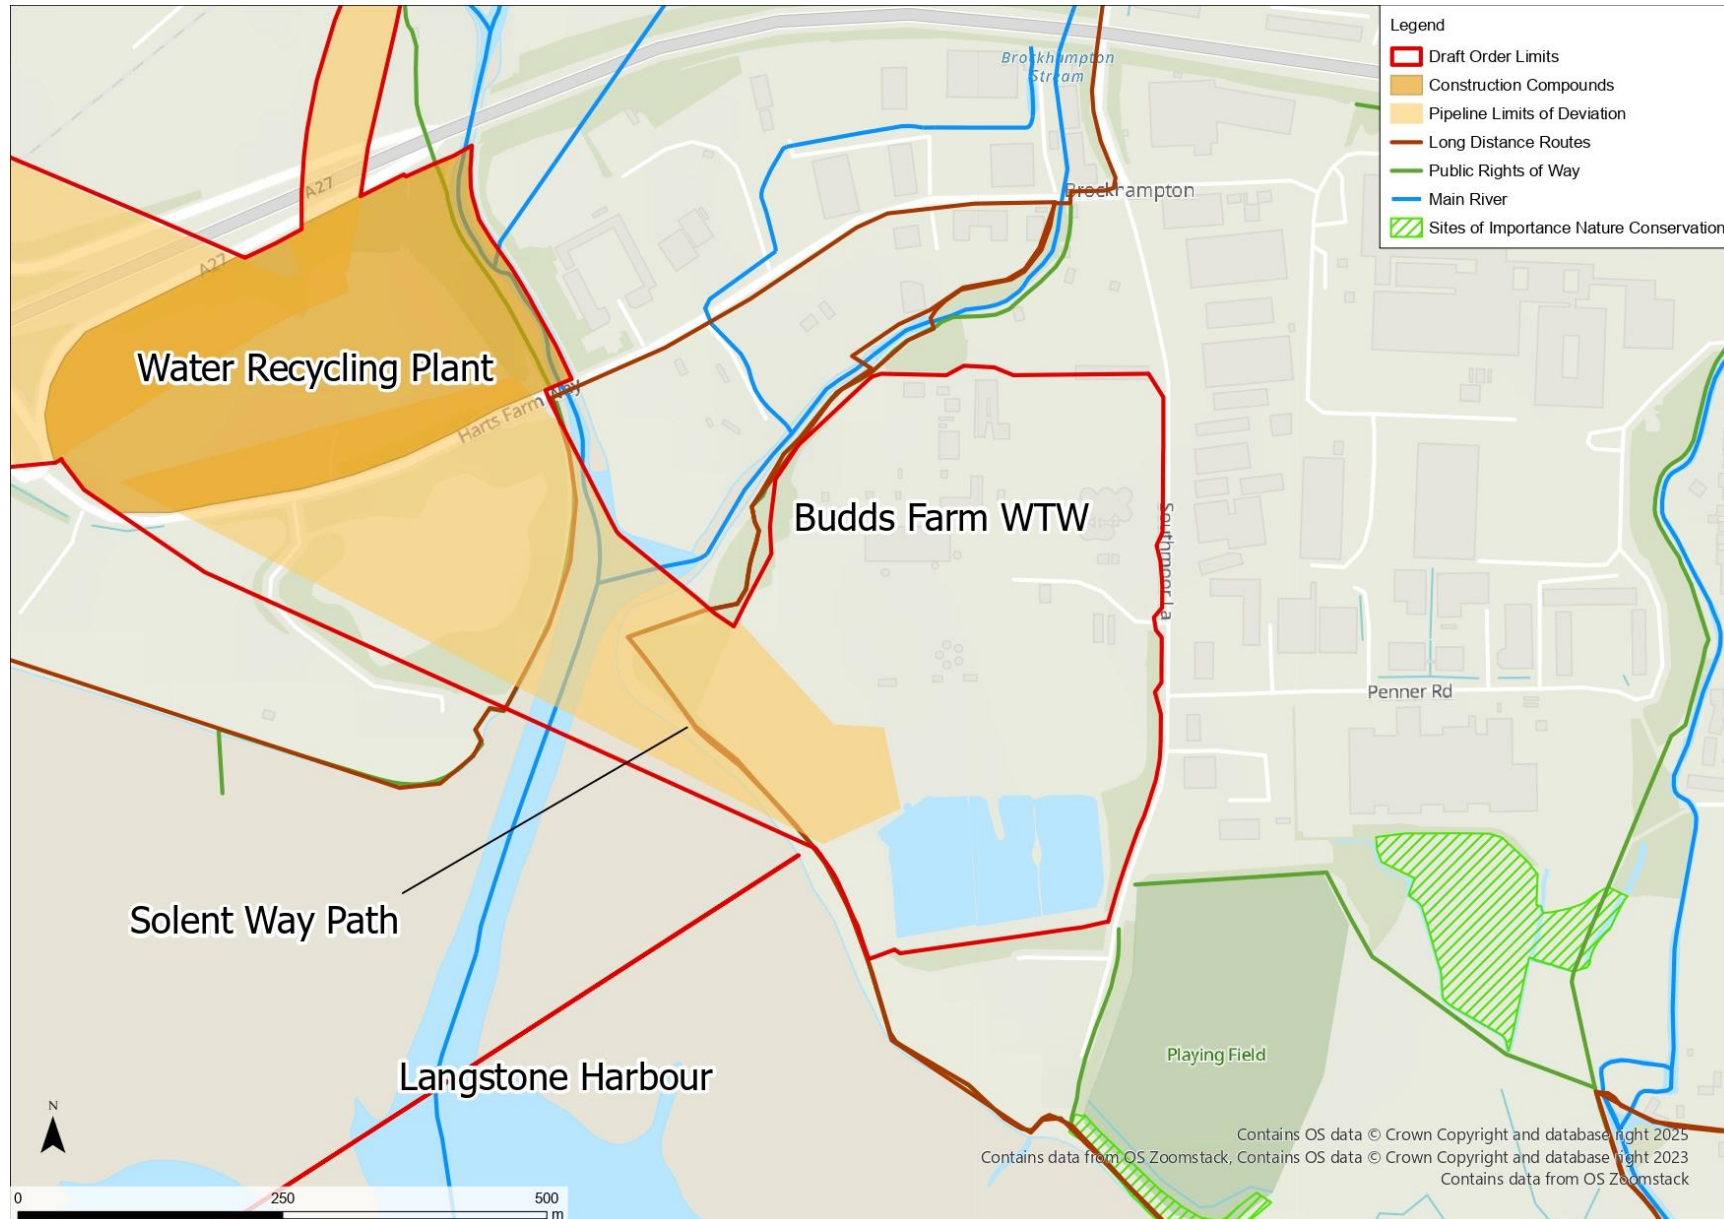 Legend
Draft Order Limits
Construction Compounds
Pipeline Limits of Deviation
Long Distance Routes
Public Rights of Way
Main River
Sites of Importance Nature Conservation
Brockhampton
Stream
A27
Brockhampton
A27
Water Recycling Plant
Harts Farm Way
Budds Farm WTW
Southmoor La
Penner Rd
Solent Way Path
Langstone Harbour
Playing Field
N
Contains OS data © Crown Copyright and database right 2025
Contains data from OS Zoomstack, Contains OS data © Crown Copyright and database right 2023
Contains data from OS Zoomstack
0 250 500
m